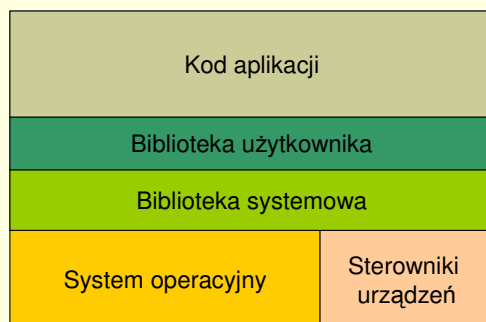 Kod aplikacji
Biblioteka użytkownika
Biblioteka systemowa
System operacyjny
Sterowniki
urządzeń